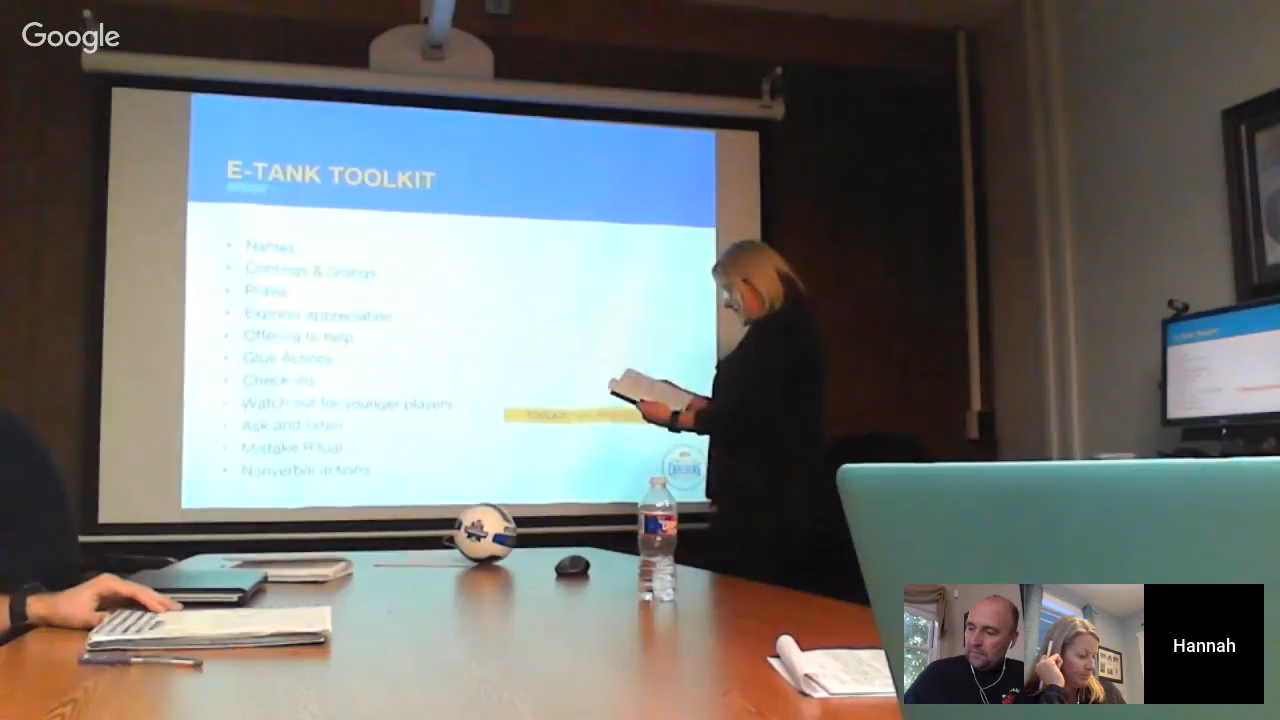 Google
E-TANK TOOLKIT
• Names
• Comings & Goings
• Praise
• Express appreciation
• Offering to help
• Glue Actions
• Check-ins
• Watch out for younger players
• Ask and listen
• Mistake Ritual
• Nonverbal actions
TOOLKIT
Hannah